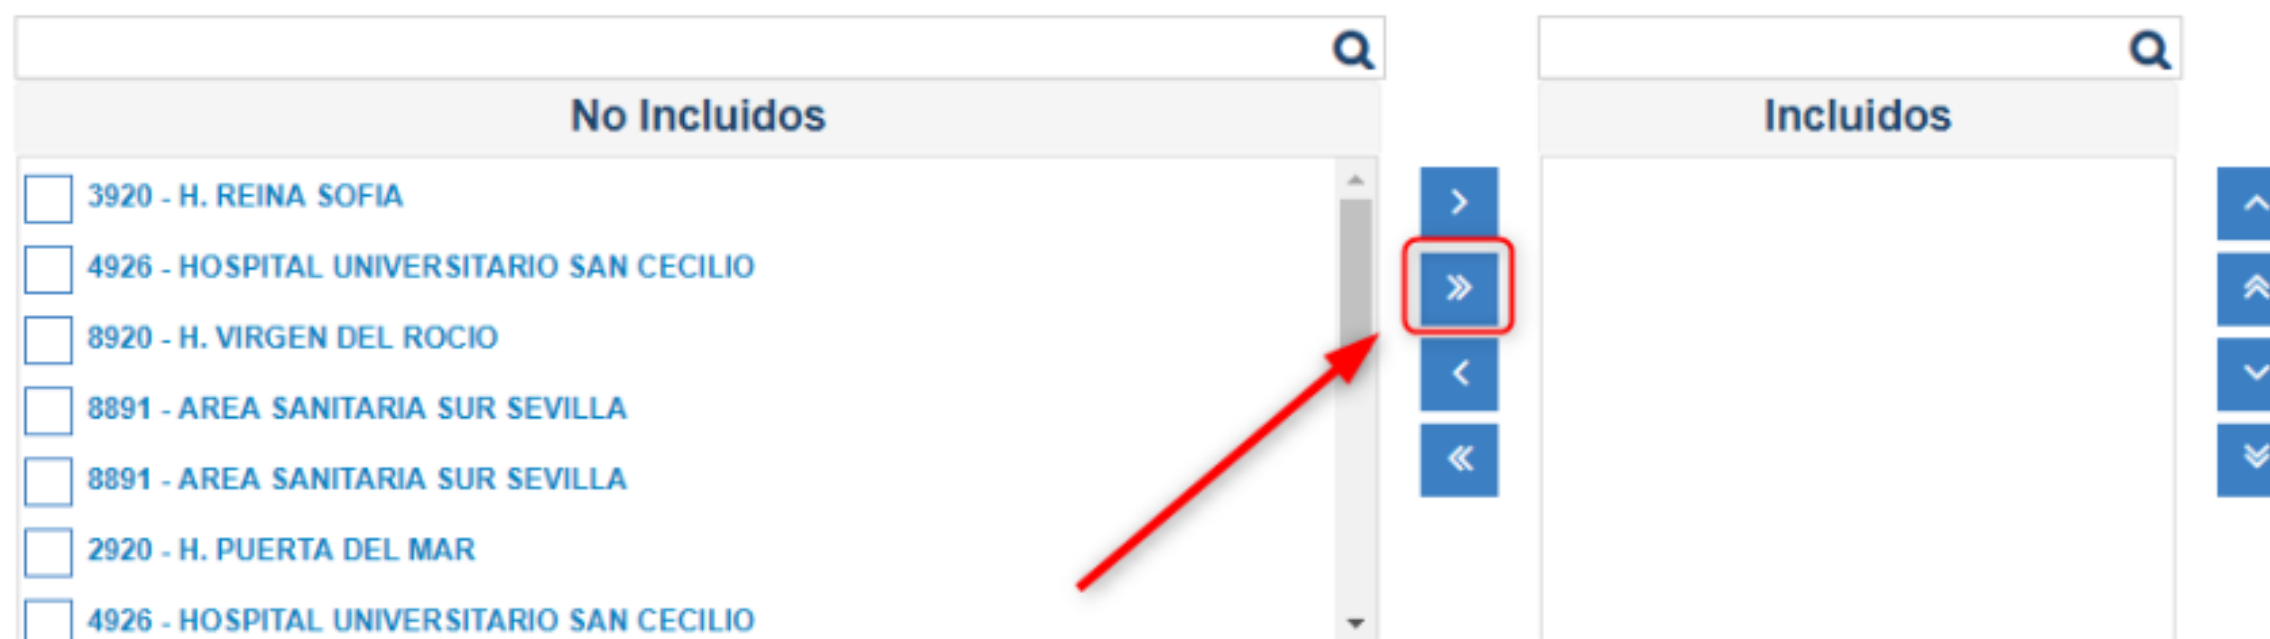 No Incluidos
Incluidos
3920 - H. REINA SOFIA
4926 - HOSPITAL UNIVERSITARIO SAN CECILIO
8920 - H. VIRGEN DEL ROCIO
8891 - AREA SANITARIA SUR SEVILLA
8891 - AREA SANITARIA SUR SEVILLA
2920 - H. PUERTA DEL MAR
4926 - HOSPITAL UNIVERSITARIO SAN CECILIO